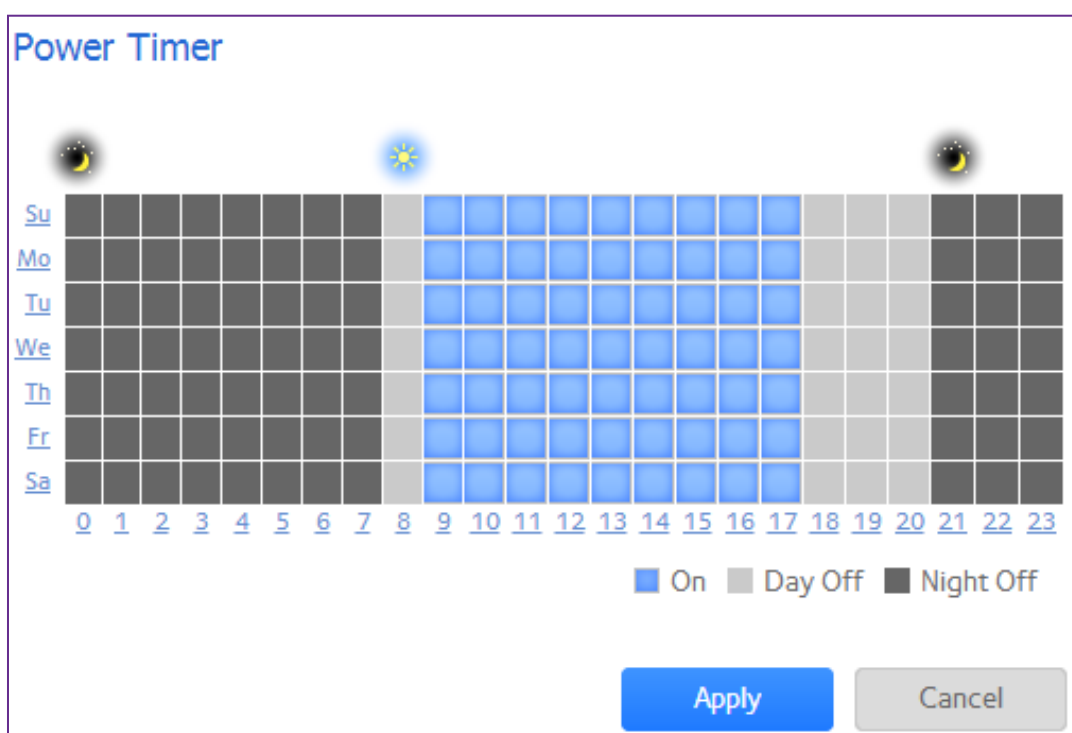 Power Timer
Su
Mo
Tu
We
Th
Fr
Sa
0 1 2 3 4 5 6 7 8 9 10 11 12 13 14 15 16 17 18 19 20 21 22 23
On Day Off Night Off
Apply Cancel